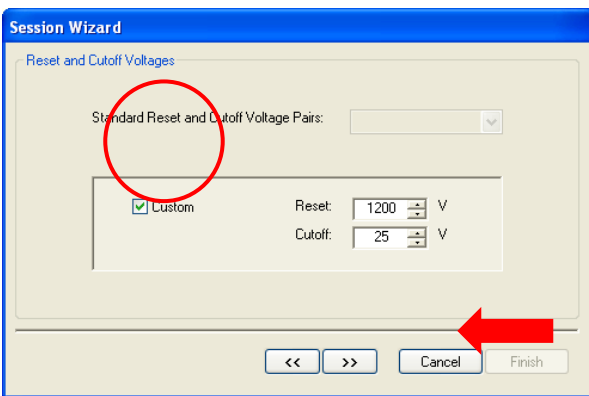 Session Wizard
Reset and Cutoff Voltages
Standard Reset and Cutoff Voltage Pairs:
Custom Reset: 1200 V
Cutoff: 25 V
<< >> Cancel Finish